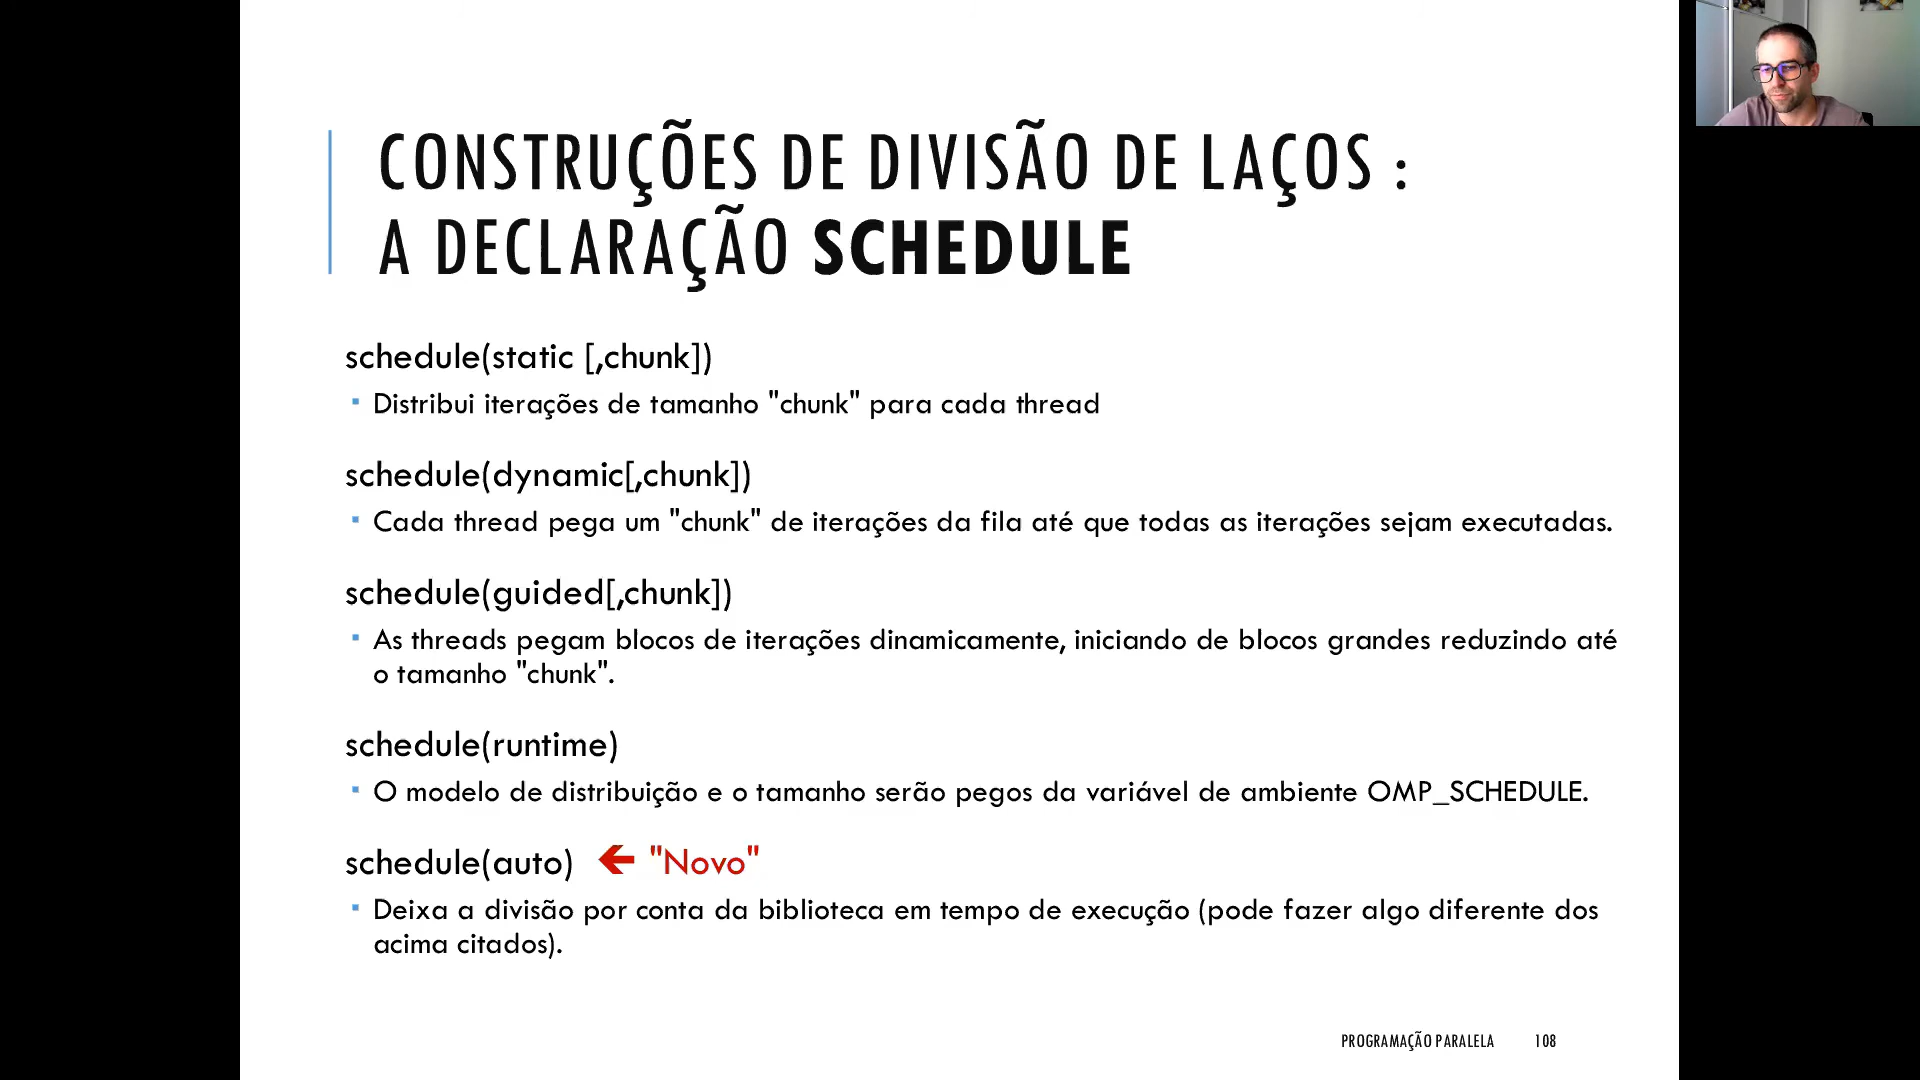 CONSTRUÇÕES DE DIVISÃO DE LAÇOS :
A DECLARAÇÃO SCHEDULE
schedule(static [,chunk])
▪ Distribui iterações de tamanho "chunk" para cada thread
schedule(dynamic[,chunk])
▪ Cada thread pega um "chunk" de iterações da fila até que todas as iterações sejam executadas.
schedule(guided[,chunk])
▪ As threads pegam blocos de iterações dinamicamente, iniciando de blocos grandes reduzindo até
o tamanho "chunk".
schedule(runtime)
▪ O modelo de distribuição e o tamanho serão pegos da variável de ambiente OMP_SCHEDULE.
schedule(auto) ← "Novo"
▪ Deixa a divisão por conta da biblioteca em tempo de execução (pode fazer algo diferente dos
acima citados).
PROGRAMAÇÃO PARALELA 108